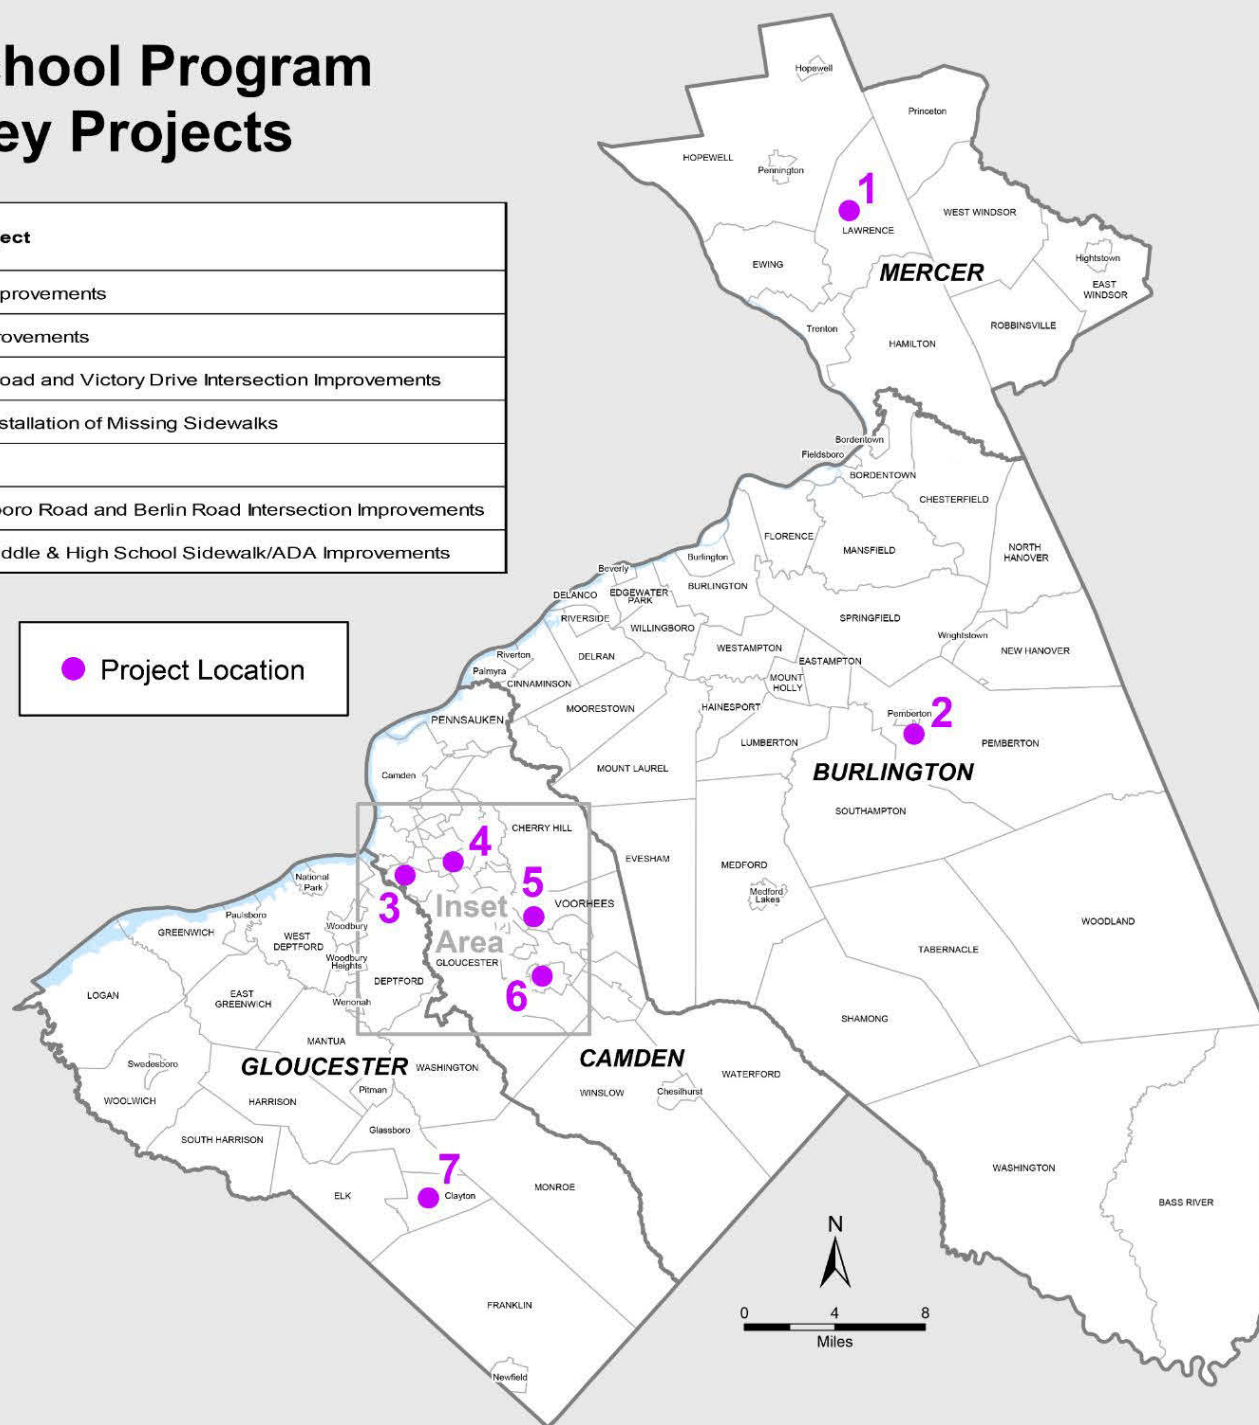 chool Program
ey Projects
ect
provements
rovements
oad and Victory Drive Intersection Improvements
stallation of Missing Sidewalks
oro Road and Berlin Road Intersection Improvements
ddle & High School Sidewalk/ADA Improvements
Project Location
Hopewell
Princeton
HOPEWELL
Pennington
1
LAWRENCE
WEST WINDSOR
EWING
MERCER
Hightstown
EAST
WINDSOR
Trenton
HAMILTON
ROBBINSVILLE
Bordentown
Fieldsboro
BORDENTOWN
CHESTERFIELD
FLORENCE
MANSFIELD
NORTH
HANOVER
Burlington
Beverly
BURLINGTON
DELANCO
EDGEWATER
PARK
RIVERSIDE
WILLINGBORO
SPRINGFIELD
Wrightstown
NEW HANOVER
WESTAMPTON
EASTAMPTON
Riverton
DELRAN
Palmyra
CINNAMINSON
MOUNT
HOLLY
MOORESTOWN
HAINESPORT
Pemberton
2
PENNSAUKEN
LUMBERTON
PEMBERTON
Camden
MOUNT LAUREL
BURLINGTON
SOUTHAMPTON
CHERRY HILL
4
EVESHAM
MEDFORD
3
5
Medford
Lakes
National
Park
VOORHEES
Inset
Area
Paulsboro
GREENWICH
WEST
DEPTFORD
Woodbury
WOODLAND
TABERNACLE
Woodbury
Heights
GLOUCESTER
DEPTFORD
6
LOGAN
EAST
GREENWICH
Wenonah
SHAMONG
MANTUA
GLOUCESTER
WASHINGTON
CAMDEN
Swedesboro
WATERFORD
Pitman
WINSLOW
Chesilhurst
WOOLWICH
HARRISON
Glassboro
SOUTH HARRISON
7
WASHINGTON
ELK
Clayton
MONROE
BASS RIVER
N
FRANKLIN
0 4 8
Miles
Newfield